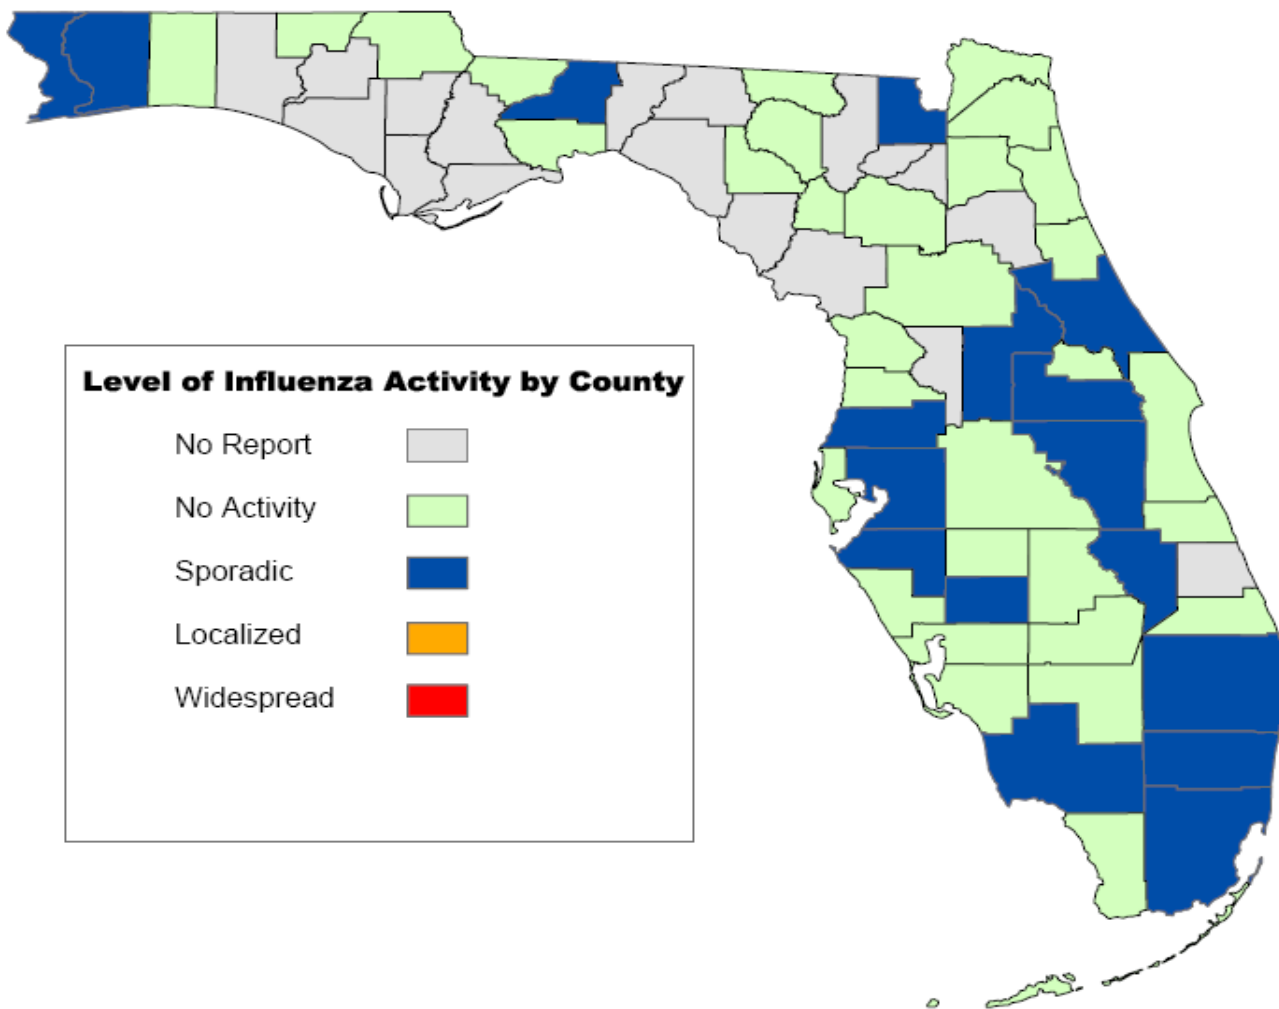 Level of Influenza Activity by County
No Report
No Activity
Sporadic
Localized
Widespread